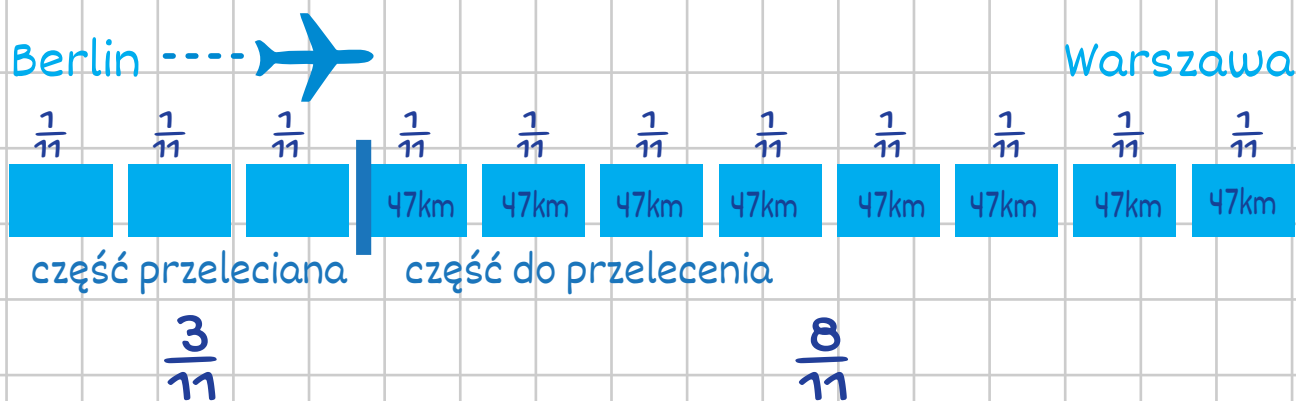 Berlin Warszawa
1/11 1/11 1/11 1/11 1/11 1/11 1/11 1/11 1/11 1/11 1/11
47km 47km 47km 47km 47km 47km 47km 47km
część przeleciana część do przelecenia
3/11 8/11